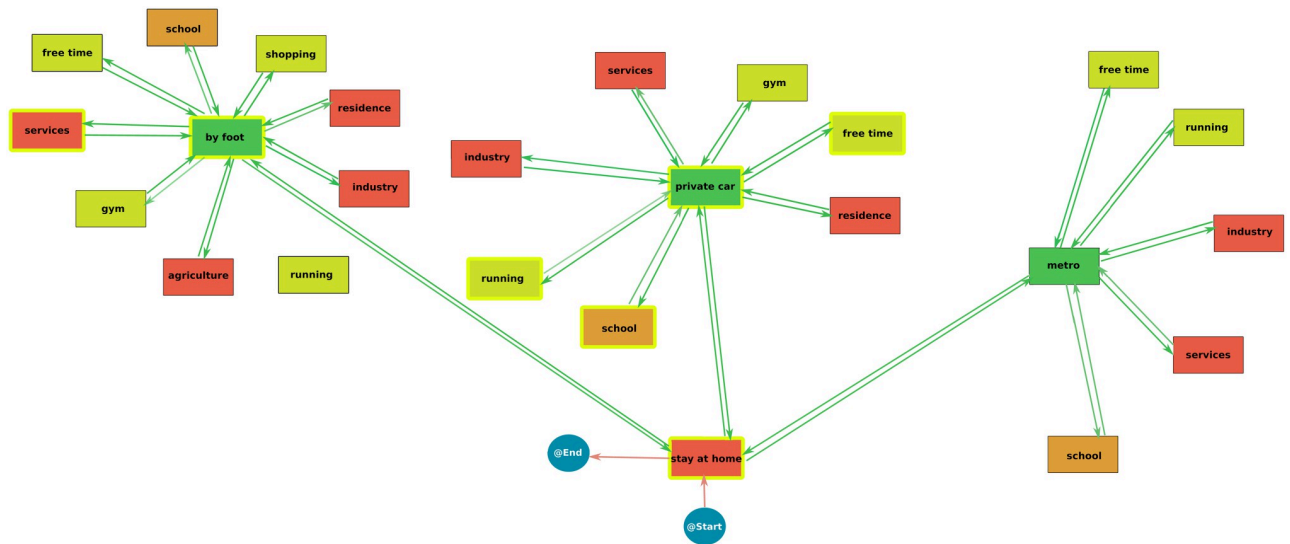 school
free time
shopping
residence
services
by foot
industry
gym
agriculture
running
services
gym
free time
industry
private car
residence
running
school
free time
running
industry
metro
services
school
@End
stay at home
@Start